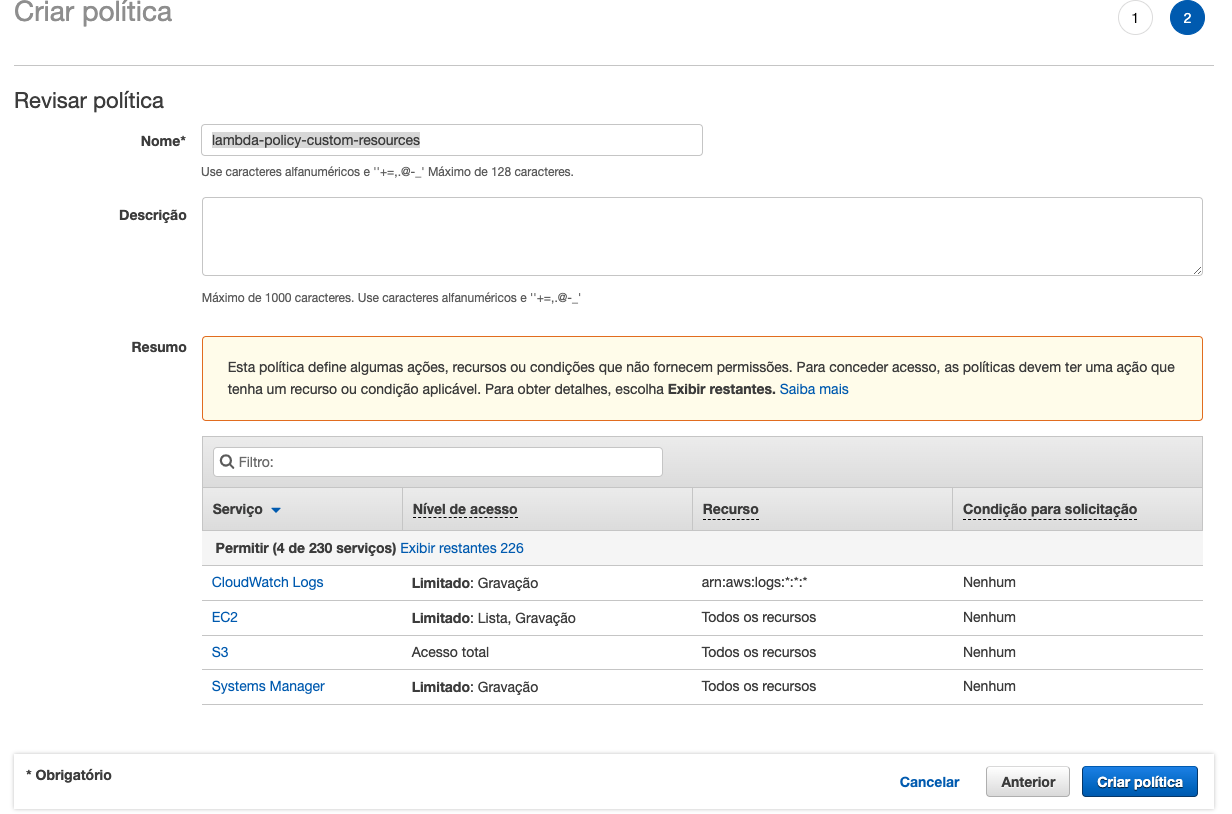 Criar política
1
2
Revisar política
Nome*
lambda-policy-custom-resources
Use caracteres alfanuméricos e ''+=,.@-_' Máximo de 128 caracteres.
Descrição
Máximo de 1000 caracteres. Use caracteres alfanuméricos e ''+=,.@-_'
Resumo
Esta política define algumas ações, recursos ou condições que não fornecem permissões. Para conceder acesso, as políticas devem ter uma ação que
tenha um recurso ou condição aplicável. Para obter detalhes, escolha Exibir restantes. Saiba mais
Filtro:
Serviço Nível de acesso Recurso Condição para solicitação
Permitir (4 de 230 serviços) Exibir restantes 226
CloudWatch Logs Limitado: Gravação arn:aws:logs:*:*:* Nenhum
EC2 Limitado: Lista, Gravação Todos os recursos Nenhum
S3 Acesso total Todos os recursos Nenhum
Systems Manager Limitado: Gravação Todos os recursos Nenhum
* Obrigatório
Cancelar Anterior Criar política